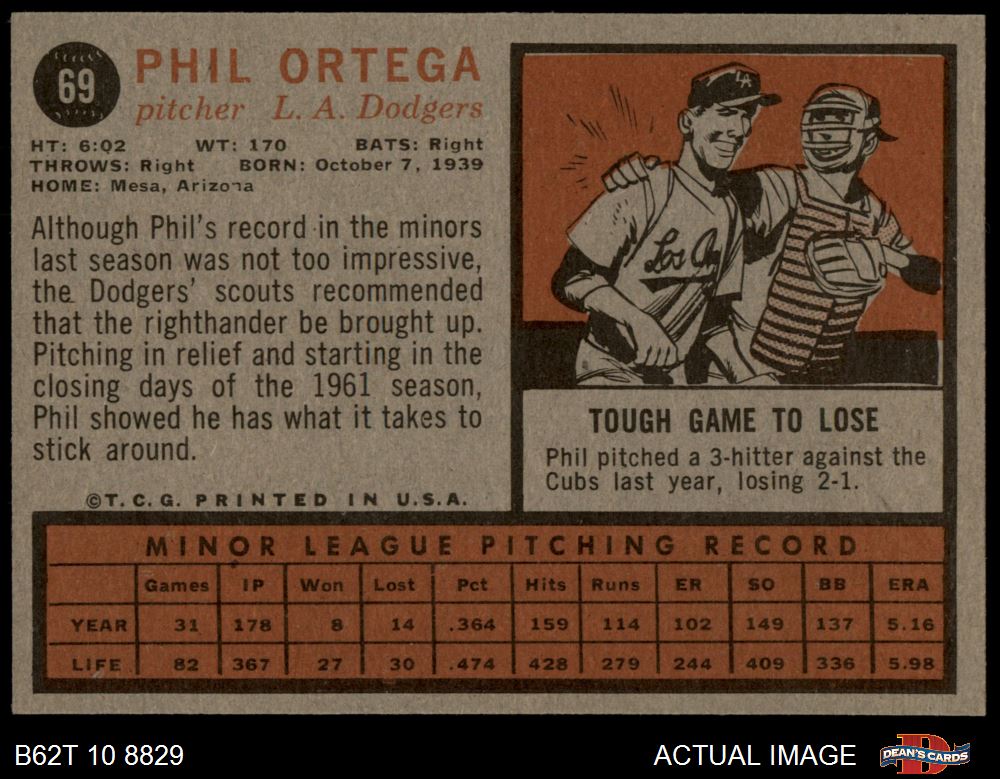 69
PHIL ORTEGA
pitcher L. A. Dodgers
HT: 6:02 WT: 170 BATS: Right
THROWS: Right BORN: October 7, 1939
HOME: Mesa, Arizona
Although Phil's record in the minors
last season was not too impressive,
the Dodgers' scouts recommended
that the righthander be brought up.
Pitching in relief and starting in the
closing days of the 1961 season,
Phil showed he has what it takes to
stick around.
©T.C.G. PRINTED IN U.S.A.
LA
Los An
TOUGH GAME TO LOSE
Phil pitched a 3-hitter against the
Cubs last year, losing 2-1.
MINOR LEAGUE PITCHING RECORD
Games IP Won Lost Pct Hits Runs ER SO BB ERA
YEAR 31 178 8 14 .364 159 114 102 149 137 5.16
LIFE 82 367 27 30 .474 428 279 244 409 336 5.98
B62T 10 8829 ACTUAL IMAGE DEAN'S CARDS